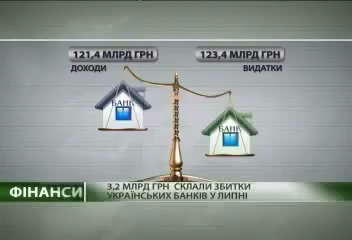 121,4 МЛРД ГРН
ДОХОДИ
123,4 МЛРД ГРН
ВИДАТКИ
БАНК
БАНК
ФІНАНСИ
3,2 МЛРД ГРН СКЛАЛИ ЗБИТКИ
УКРАЇНСЬКИХ БАНКІВ У ЛИПНІ